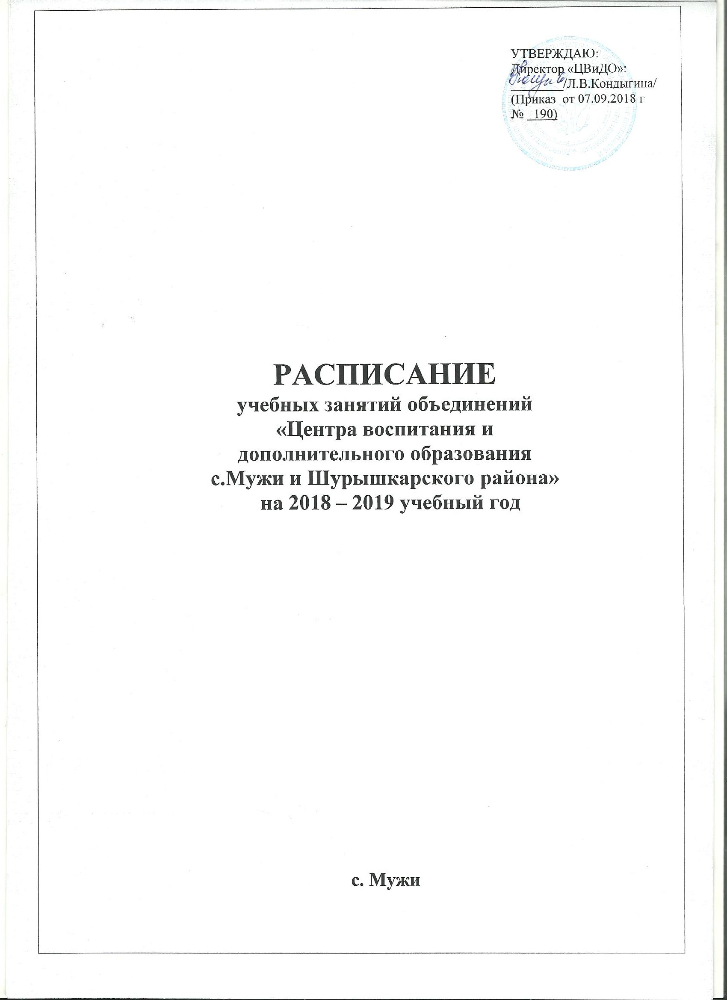 УТВЕРЖДАЮ:
Директор «ЦВиДО»:
/Л.В.Кондыгина/
(Приказ от 07.09.2018 г
№ 190)
РАСПИСАНИЕ
учебных занятий объединений
«Центра воспитания и
дополнительного образования
с.Мужи и Шурышкарского района»
на 2018 – 2019 учебный год
с. Мужи